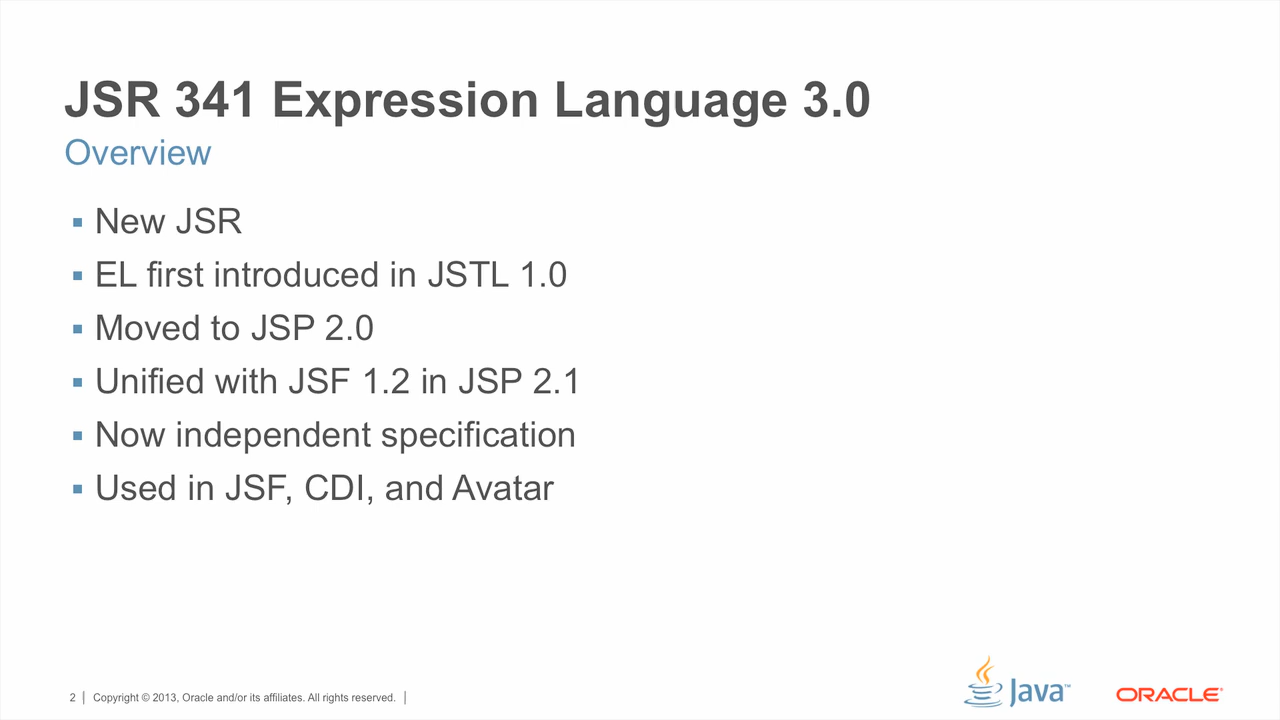 JSR 341 Expression Language 3.0
Overview
▪ New JSR
▪ EL first introduced in JSTL 1.0
▪ Moved to JSP 2.0
▪ Unified with JSF 1.2 in JSP 2.1
▪ Now independent specification
▪ Used in JSF, CDI, and Avatar
2 | Copyright © 2013, Oracle and/or its affiliates. All rights reserved. |
Java™
ORACLE®